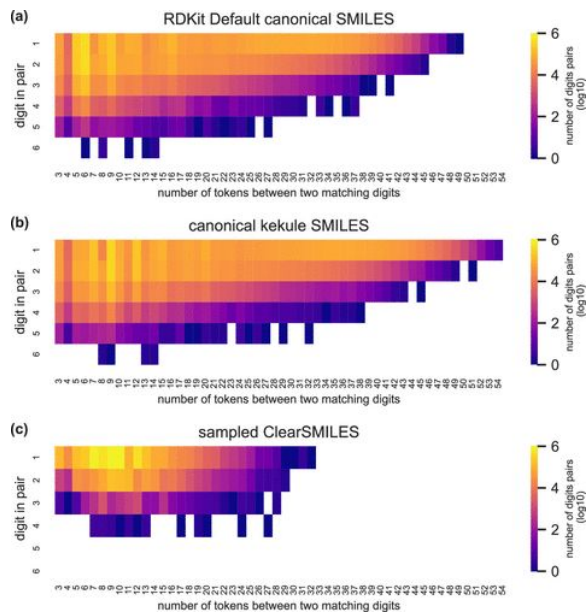 (a)
RDKit Default canonical SMILES
digit in pair
1
2
3
4
5
6
3 4 5 6 7 8 9 10 11 12 13 14 15 16 17 18 19 20 21 22 23 24 25 26 27 28 29 30 31 32 33 34 35 36 37 38 39 40 41 42 43 44 45 46 47 48 49 50 51 52 53 54
number of tokens between two matching digits
6
4
2
0
number of digits pairs
(log10)
(b)
canonical kekule SMILES
digit in pair
1
2
3
4
5
6
3 4 5 6 7 8 9 10 11 12 13 14 15 16 17 18 19 20 21 22 23 24 25 26 27 28 29 30 31 32 33 34 35 36 37 38 39 40 41 42 43 44 45 46 47 48 49 50 51 52 53 54
number of tokens between two matching digits
6
4
2
0
number of digits pairs
(log10)
(c)
sampled ClearSMILES
digit in pair
1
2
3
4
5
6
3 4 5 6 7 8 9 10 11 12 13 14 15 16 17 18 19 20 21 22 23 24 25 26 27 28 29 30 31 32 33 34 35 36 37 38 39 40 41 42 43 44 45 46 47 48 49 50 51 52 53 54
number of tokens between two matching digits
6
4
2
0
number of digits pairs
(log10)